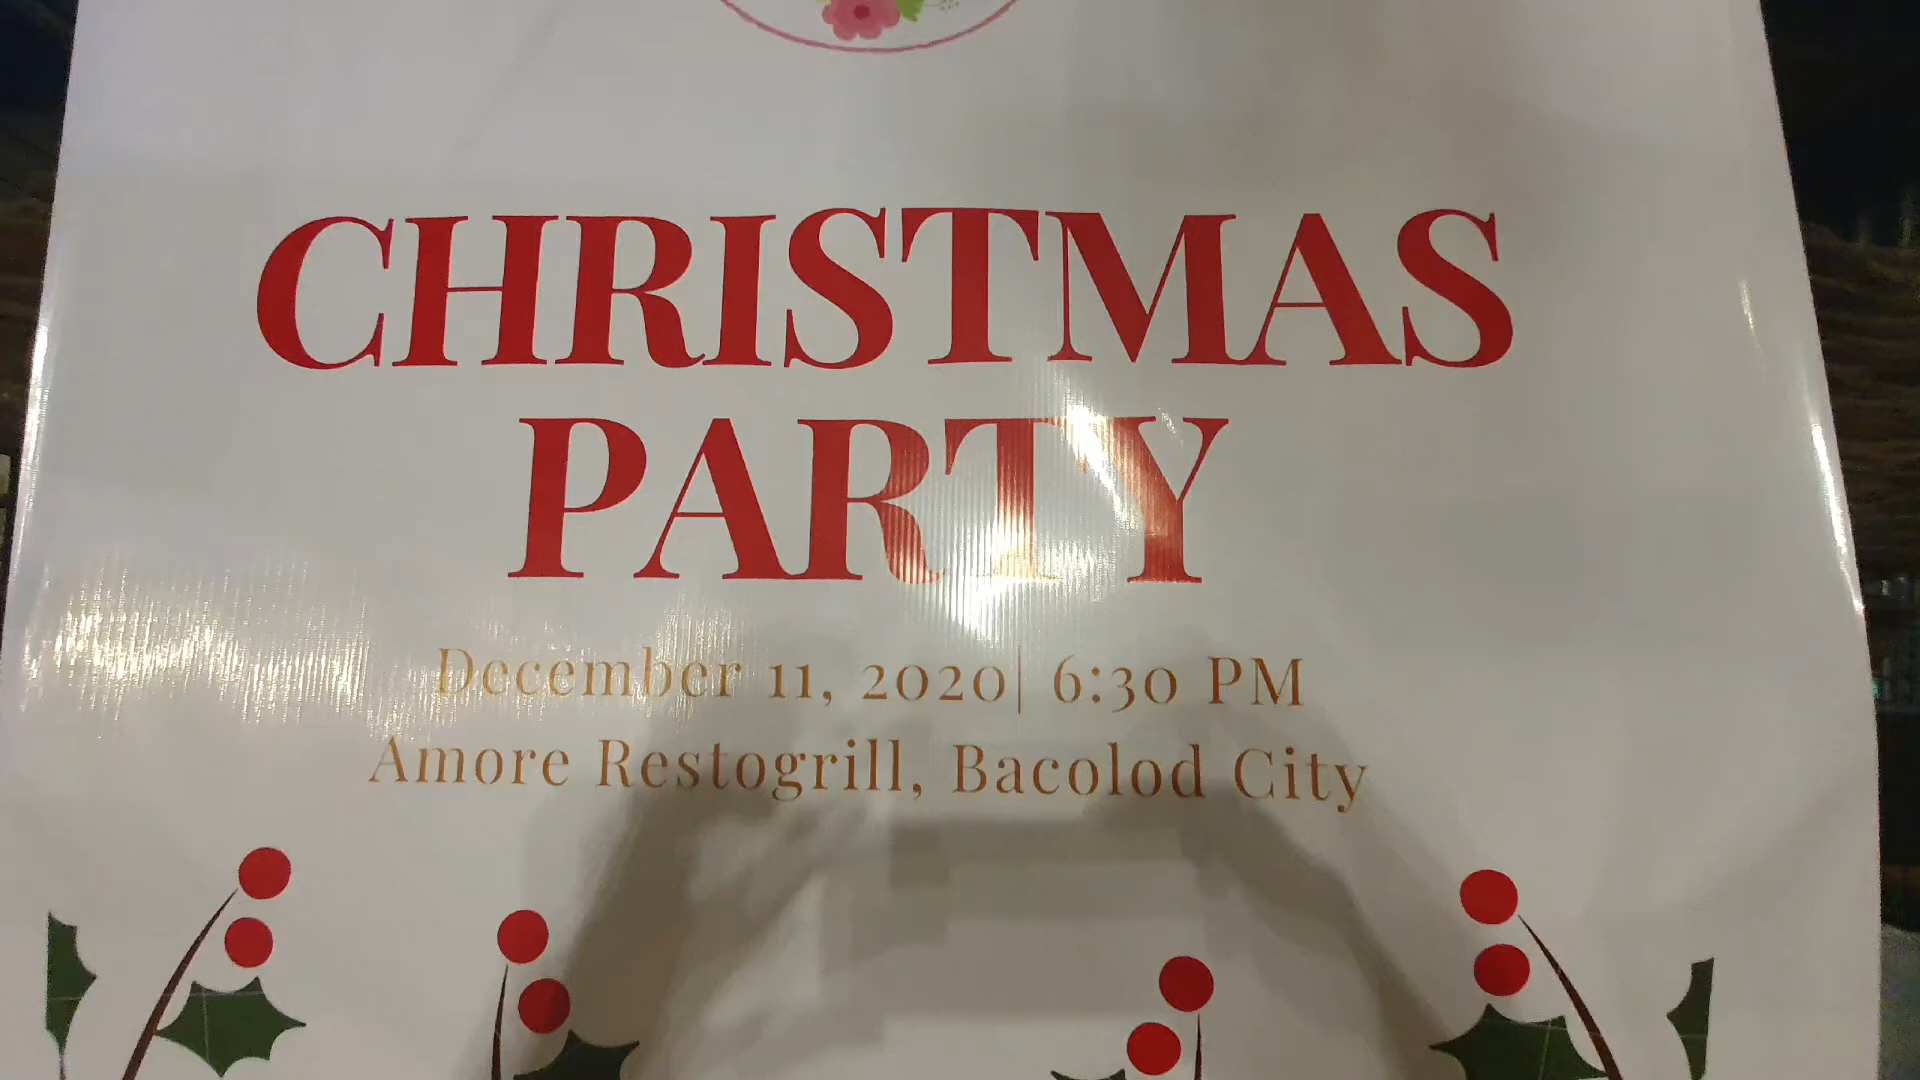 CHRISTMAS
PARTY
December 11, 2020| 6:30 PM
Amore Restogrill, Bacolod City